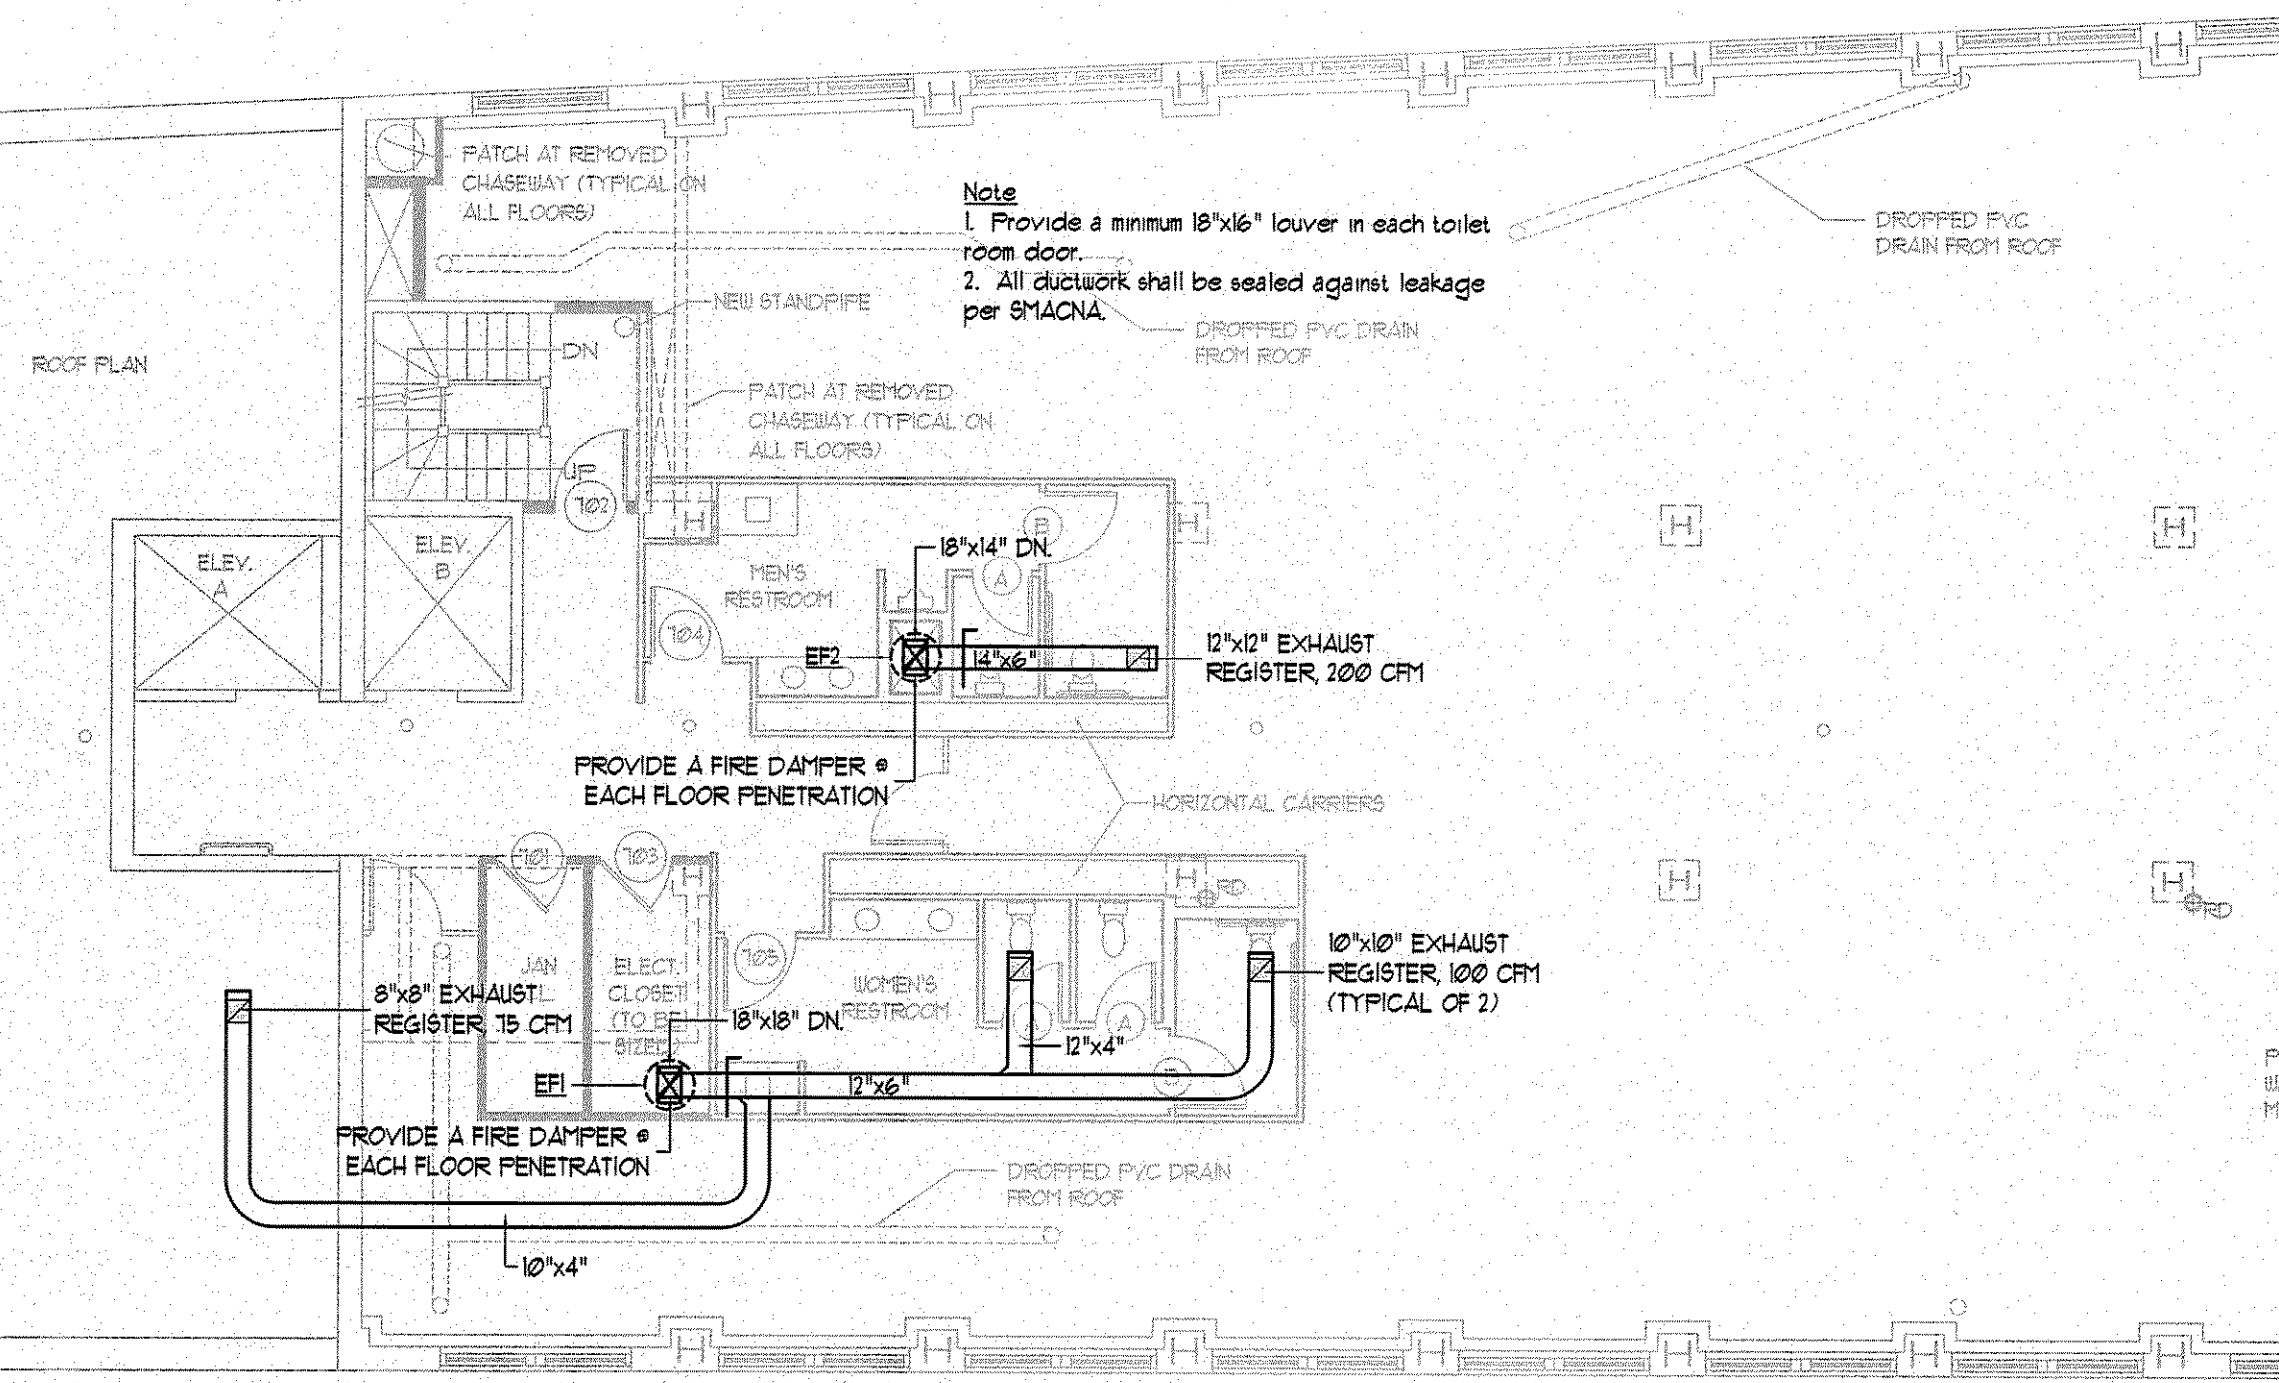 PATCH AT REMOVED
CHASEWAY (TYPICAL ON
ALL FLOORS)
Note
1. Provide a minimum 18"x16" louver in each toilet
room door.
2. All ductwork shall be sealed against leakage
per SMACNA.
DROPPED PVC
DRAIN FROM ROOF
NEW STANDPIPE
DROPPED PVC DRAIN
FROM ROOF
ROOF PLAN
DN
PATCH AT REMOVED
CHASEWAY (TYPICAL ON
ALL FLOORS)
UP
702
B
18"x14" DN.
ELEV.
A
ELEV.
B
MEN'S
RESTROOM
A
704
EF2
14"x6"
12"x12" EXHAUST
REGISTER, 200 CFM
PROVIDE A FIRE DAMPER @
EACH FLOOR PENETRATION
HORIZONTAL CARRIERS
701
703
RD
RD
705
JAN
ELECT.
CLOSET
(TO BE
SIZED)
WOMEN'S
RESTROOM
10"x10" EXHAUST
REGISTER, 100 CFM
(TYPICAL OF 2)
8"x8" EXHAUST
REGISTER, 75 CFM
18"x18" DN.
A
12"x4"
EF1
12"x6"
PROVIDE A FIRE DAMPER @
EACH FLOOR PENETRATION
DROPPED PVC DRAIN
FROM ROOF
10"x4"